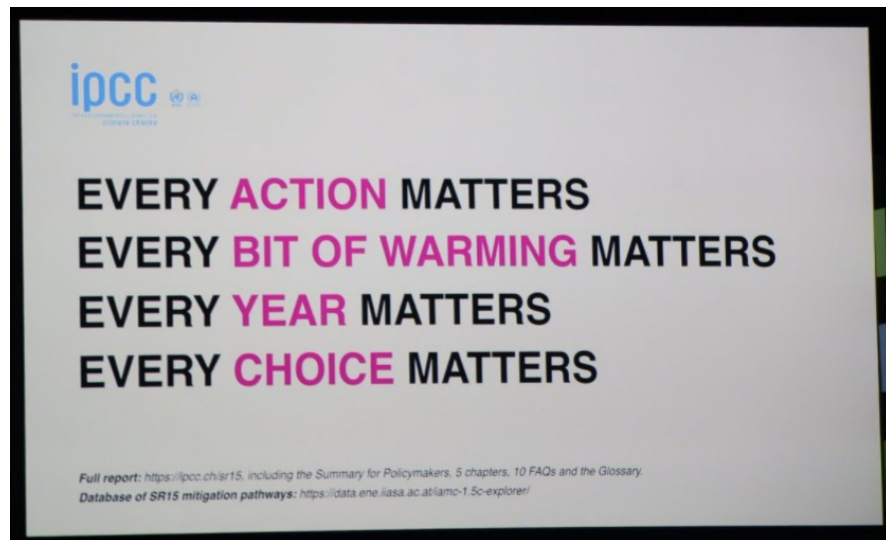 ipcc
climate change
EVERY ACTION MATTERS
EVERY BIT OF WARMING MATTERS
EVERY YEAR MATTERS
EVERY CHOICE MATTERS
Full report: https://ipcc.ch/sr15, including the Summary for Policymakers, 5 chapters, 10 FAQs and the Glossary.
Database of SR15 mitigation pathways: https://data.ene.iiasa.ac.at/iamc-1.5c-explorer/